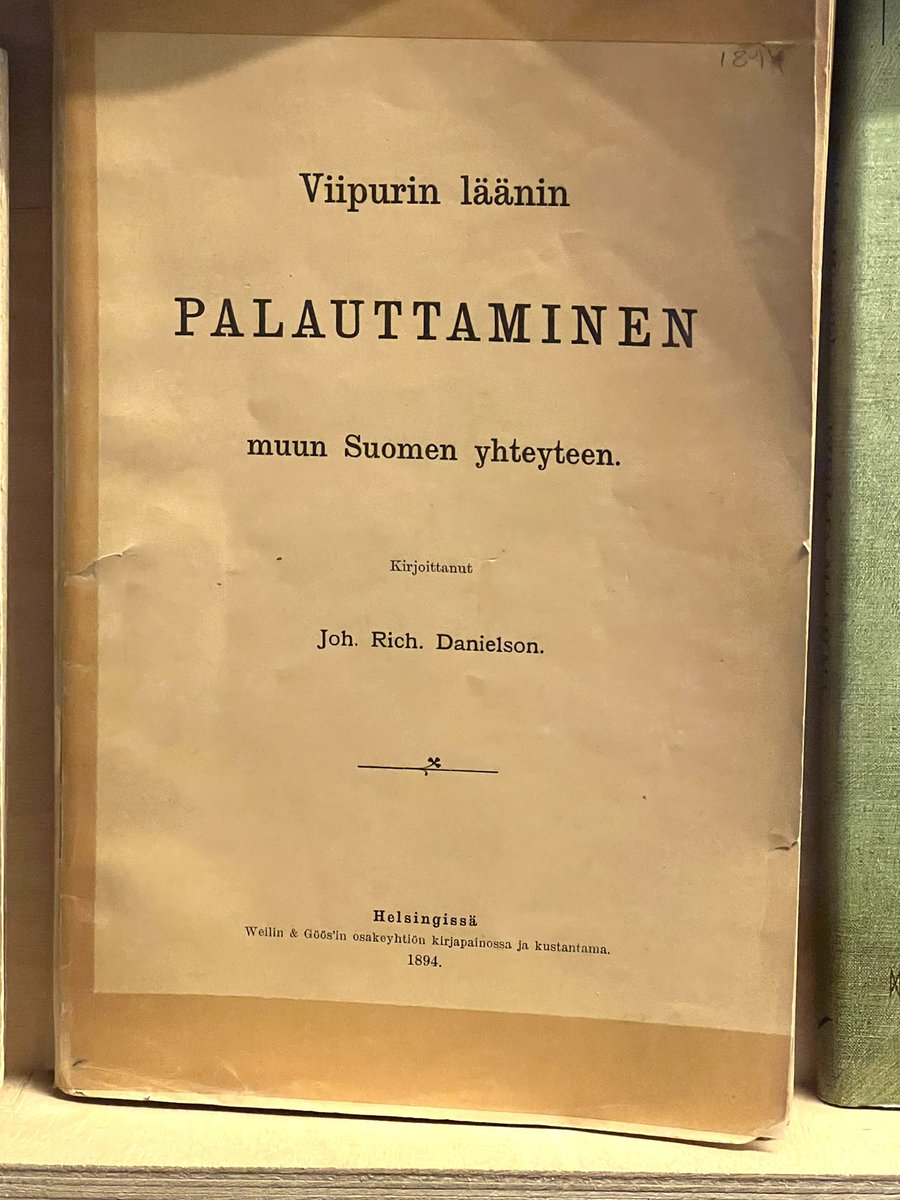 1894
Viipurin läänin
PALAUTTAMINEN
muun Suomen yhteyteen.
Kirjoittanut
Joh. Rich. Danielson.
Helsingissä
Weilin & Göös'in osakeyhtiön kirjapainossa ja kustantama.
1894.